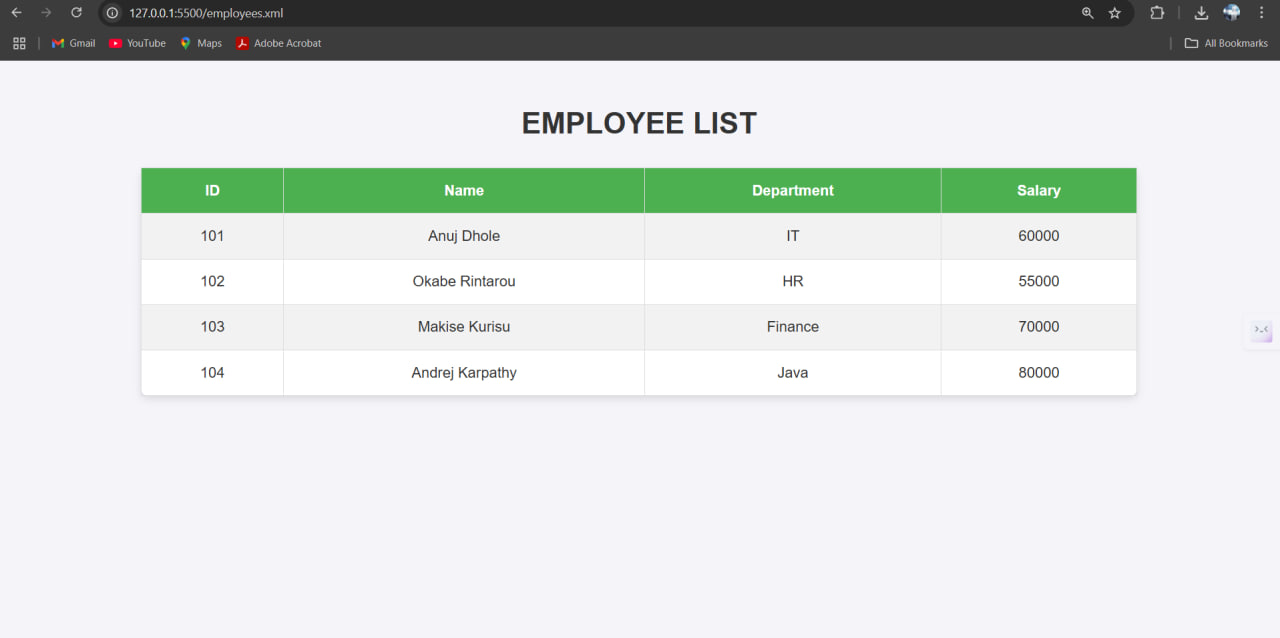 127.0.0.1:5500/employees.xml
Gmail YouTube Maps Adobe Acrobat All Bookmarks
EMPLOYEE LIST
ID Name Department Salary
101 Anuj Dhole IT 60000
102 Okabe Rintarou HR 55000
103 Makise Kurisu Finance 70000
104 Andrej Karpathy Java 80000